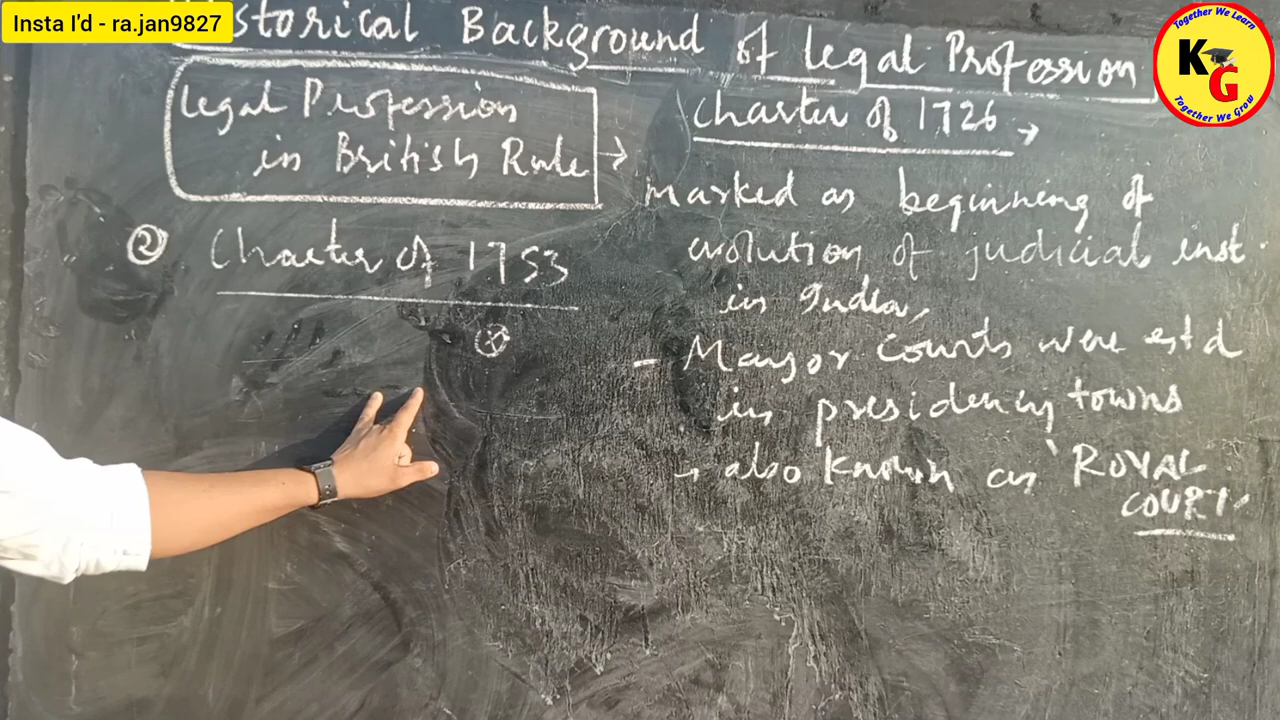 Insta I'd - ra.jan9827
storical Background of legal Profession
Together We Learn
KG
Together We Grow
legal Profession
in British Rule →
Charter of 1726 →
marked as beginning of
evolution of judicial inst.
in India,
- Mayor Courts were estd
in presidency towns
→ also known as 'ROYAL
COURT.
② Charter of 1753